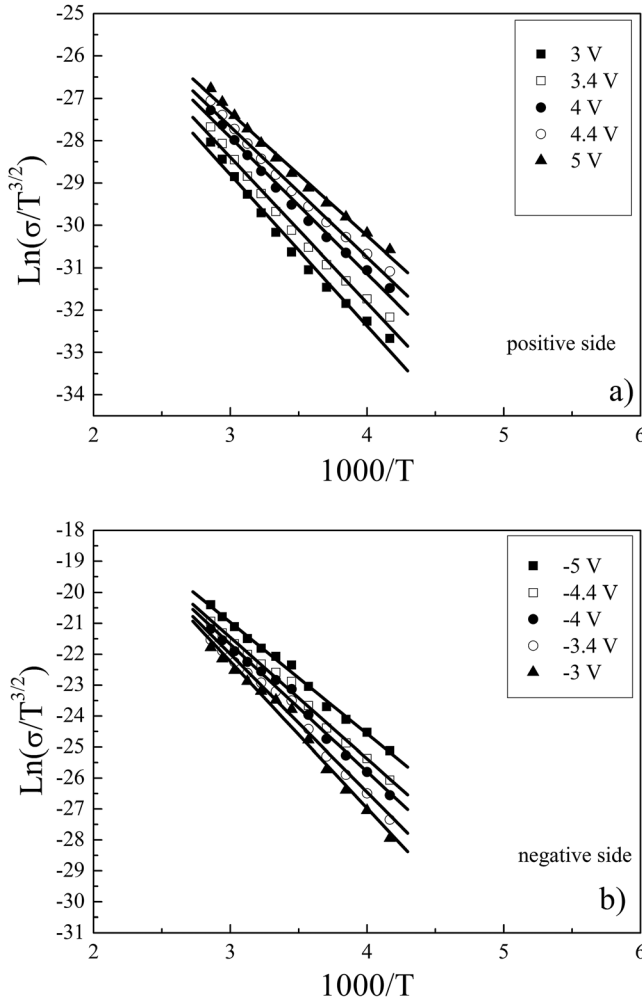 -25
-26
-27
-28
-29
-30
-31
-32
-33
-34
Ln(σ/T^3/2)
3 V
3.4 V
4 V
4.4 V
5 V
positive side
a)
2 3 4 5 6
1000/T
-18
-19
-20
-21
-22
-23
-24
-25
-26
-27
-28
-29
-30
-31
Ln(σ/T^3/2)
-5 V
-4.4 V
-4 V
-3.4 V
-3 V
negative side
b)
2 3 4 5 6
1000/T